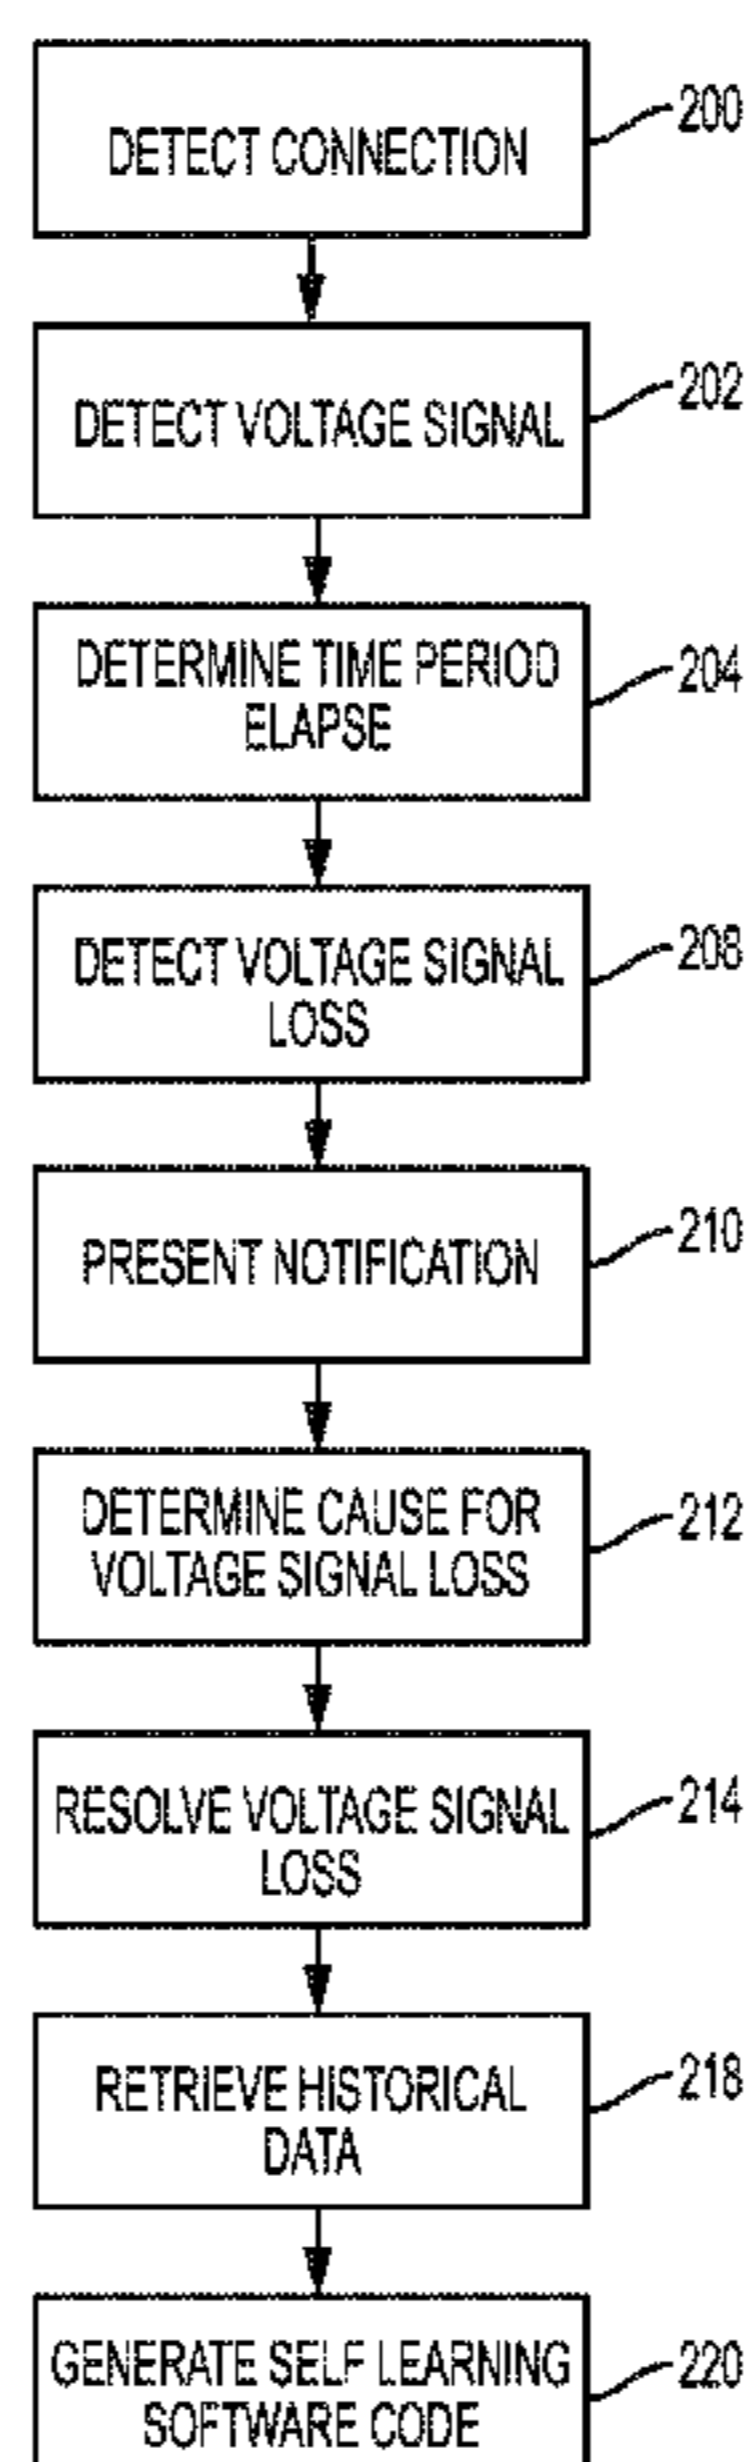 DETECT CONNECTION
200
DETECT VOLTAGE SIGNAL
202
DETERMINE TIME PERIOD
ELAPSE
204
DETECT VOLTAGE SIGNAL
LOSS
208
PRESENT NOTIFICATION
210
DETERMINE CAUSE FOR
VOLTAGE SIGNAL LOSS
212
RESOLVE VOLTAGE SIGNAL
LOSS
214
RETRIEVE HISTORICAL
DATA
218
GENERATE SELF LEARNING
SOFTWARE CODE
220